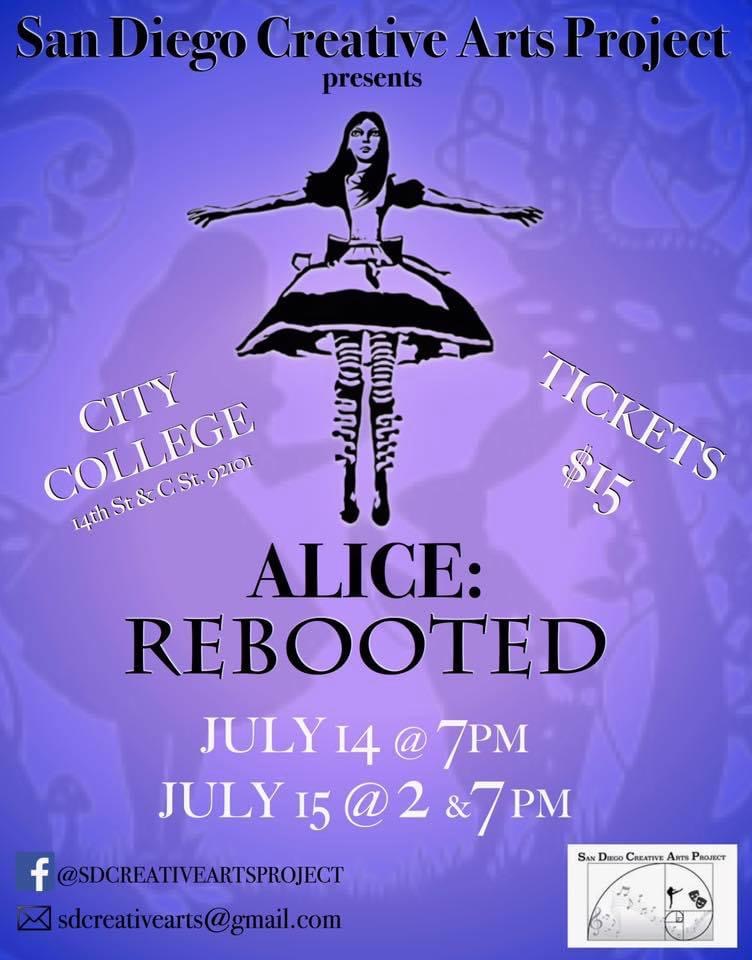 San Diego Creative Arts Project
presents
CITY
COLLEGE
14th St & C St. 92101
TICKETS
$15
ALICE:
REBOOTED
JULY 14 @ 7PM
JULY 15 @ 2 & 7 PM
f @SDCREATIVEARTSPROJECT
sdcreativearts@gmail.com
SAN DIEGO CREATIVE ARTS PROJECT